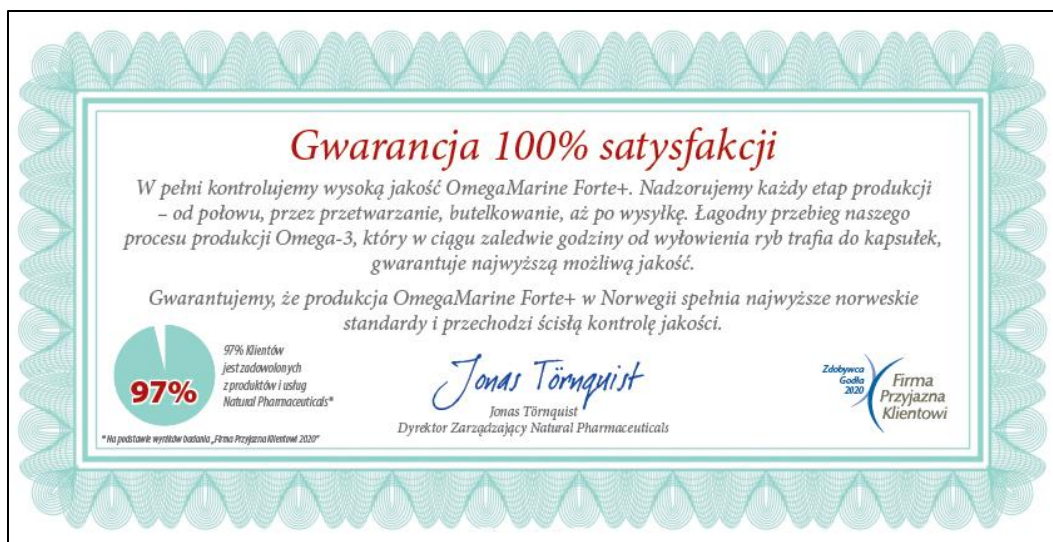 Gwarancja 100% satysfakcji
W pełni kontrolujemy wysoką jakość OmegaMarine Forte+. Nadzorujemy każdy etap produkcji
– od połowu, przez przetwarzanie, butelkowanie, aż po wysyłkę. Łagodny przebieg naszego
procesu produkcji Omega-3, który w ciągu zaledwie godziny od wyłowienia ryb trafia do kapsułek,
gwarantuje najwyższą możliwą jakość.
Gwarantujemy, że produkcja OmegaMarine Forte+ w Norwegii spełnia najwyższe norweskie
standardy i przechodzi ścisłą kontrolę jakości.
97%
97% Klientów
jest zadowolonych
z produktów i usług
Natural Pharmaceuticals*
* Na podstawie wyników badania „Firma Przyjazna Klientowi 2020"
Jonas Törnquist
Jonas Törnquist
Dyrektor Zarządzający Natural Pharmaceuticals
Zdobywca
Godła
2020
Firma
Przyjazna
Klientowi